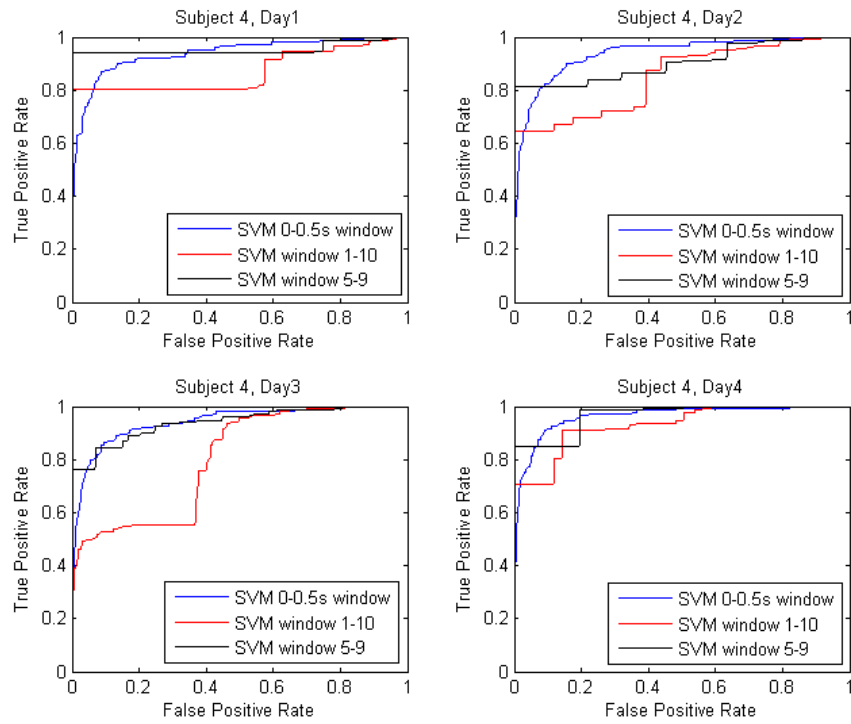 Subject 4, Day1
1
0.8
0.6
0.4
0.2
0
True Positive Rate
SVM 0-0.5s window
SVM window 1-10
SVM window 5-9
0 0.2 0.4 0.6 0.8 1
False Positive Rate
Subject 4, Day2
1
0.8
0.6
0.4
0.2
0
True Positive Rate
SVM 0-0.5s window
SVM window 1-10
SVM window 5-9
0 0.2 0.4 0.6 0.8 1
False Positive Rate
Subject 4, Day3
1
0.8
0.6
0.4
0.2
0
True Positive Rate
SVM 0-0.5s window
SVM window 1-10
SVM window 5-9
0 0.2 0.4 0.6 0.8 1
False Positive Rate
Subject 4, Day4
1
0.8
0.6
0.4
0.2
0
True Positive Rate
SVM 0-0.5s window
SVM window 1-10
SVM window 5-9
0 0.2 0.4 0.6 0.8 1
False Positive Rate